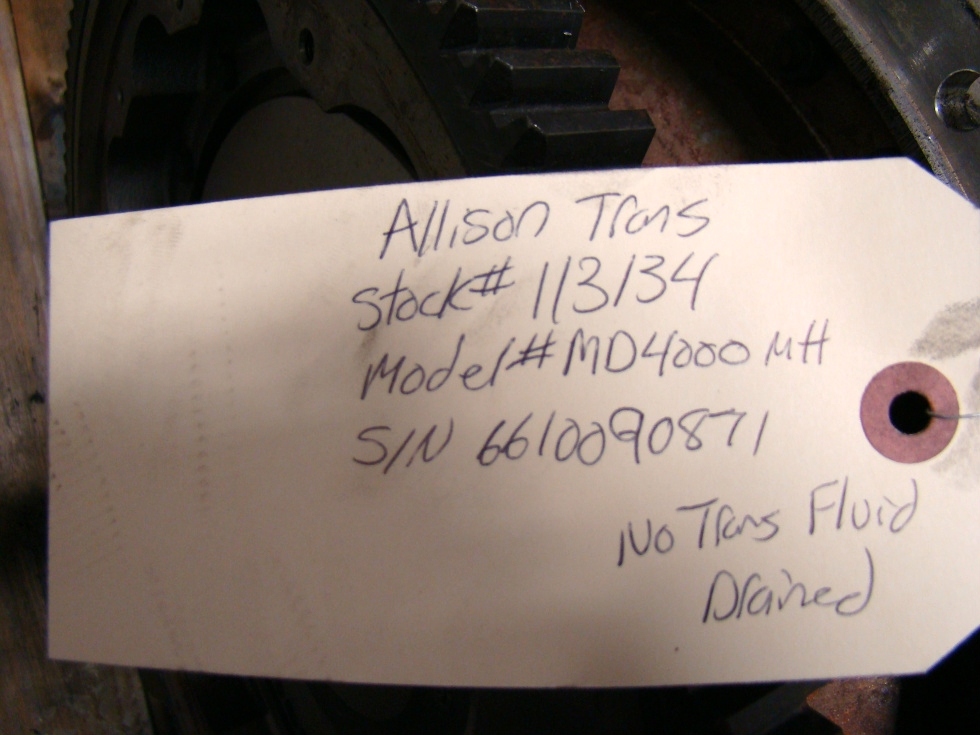 Allison Trans
Stock# 113134
Model# MD4000 MH
S/N 6610090871
No Trans Fluid
Drained